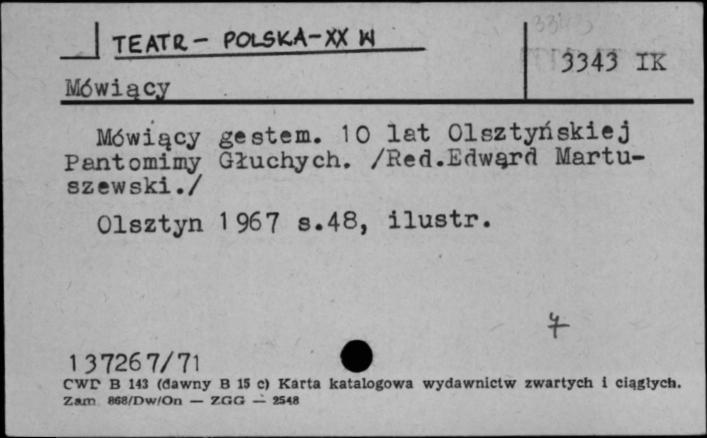 TEATR - POLSKA - XX W
3343 IK
Mówiący
Mówiący gestem. 10 lat Olsztyńskiej
Pantomimy Głuchych. /Red.Edward Martu-
szewski./
Olsztyn 1967 s.48, ilustr.
137267/71
CWD B 143 (dawny B 15 c) Karta katalogowa wydawnictw zwartych i ciągłych.
Zam. 868/Dw/On — ZGG — 2548